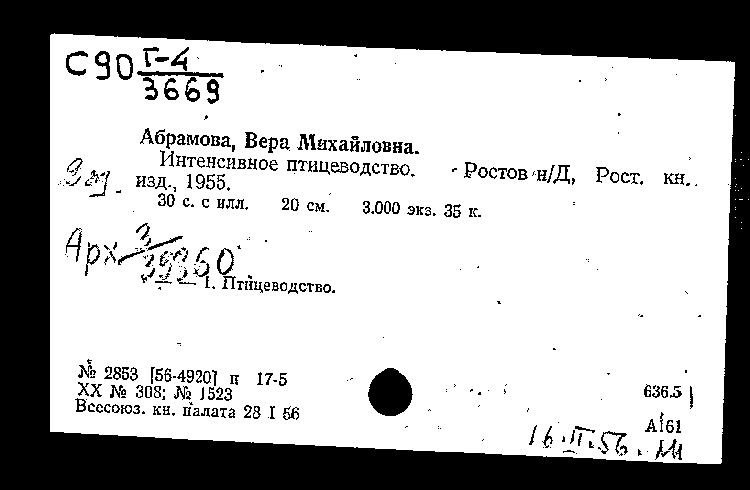 С90 I-4
3669
Абрамова, Вера Михайловна.
Интенсивное птицеводство. - Ростов н/Д, Рост. кн.
изд., 1955.
30 с. с илл. 20 см. 3.000 экз. 35 к.
Арх 3/39360
1. Птицеводство.
№ 2853 [56-4920] п 17-5
XX № 308; № 1523
Всесоюз. кн. палата 28 I 56
636.5
А161
16.II.56.